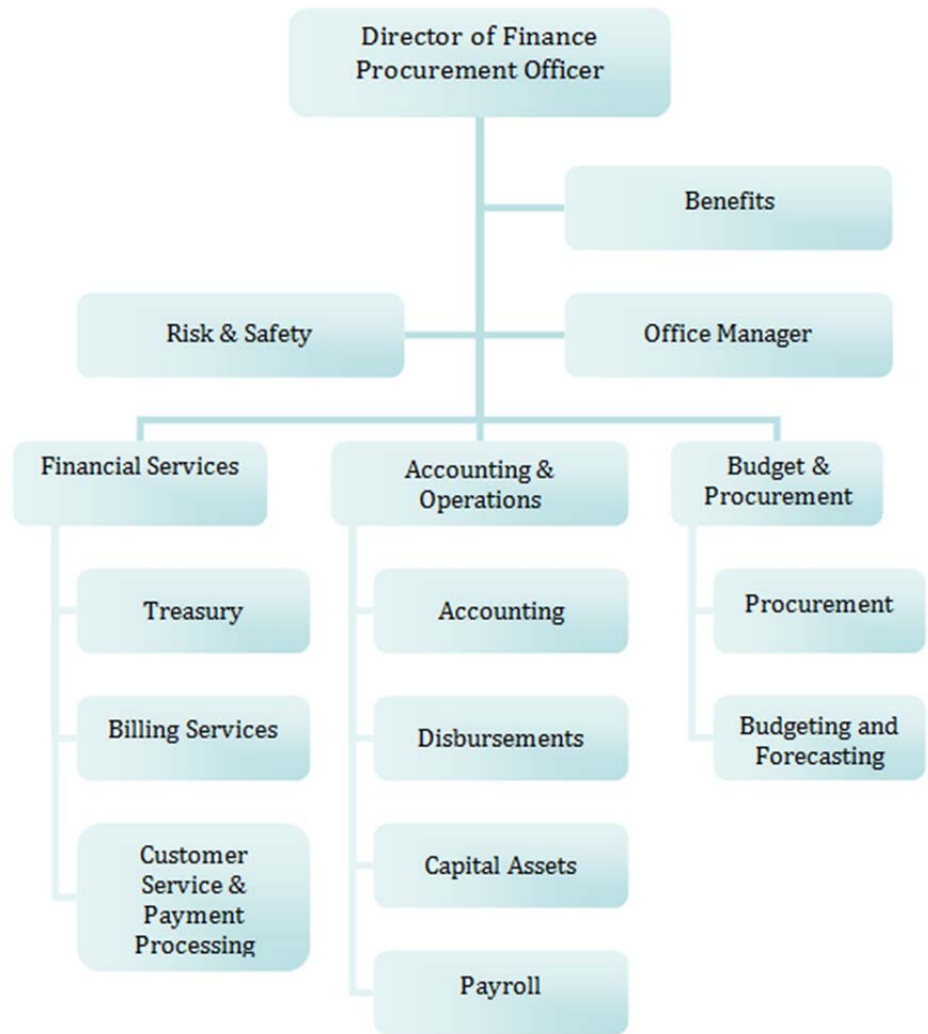 Director of Finance
Procurement Officer
Benefits
Risk & Safety
Office Manager
Financial Services
Accounting &
Operations
Budget &
Procurement
Treasury
Accounting
Procurement
Billing Services
Disbursements
Budgeting and
Forecasting
Customer
Service &
Payment
Processing
Capital Assets
Payroll